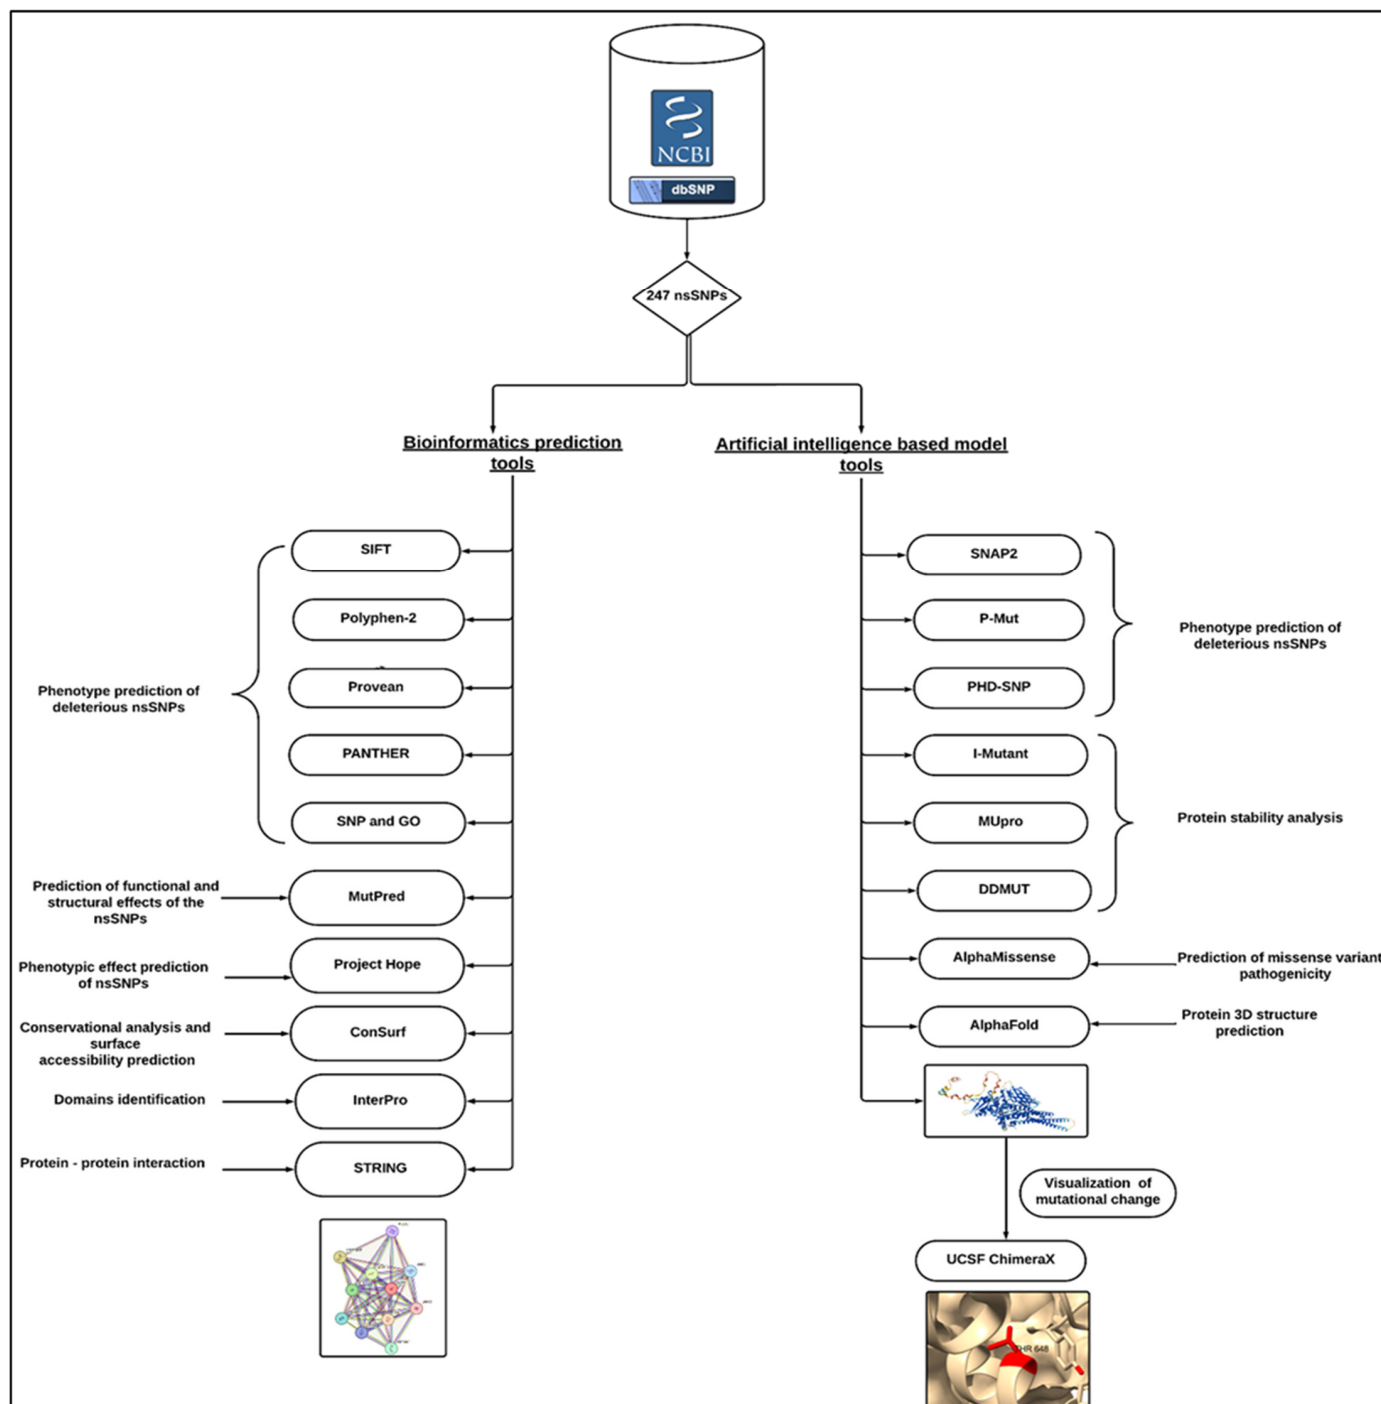 NCBI
dbSNP
247 nsSNPs
Bioinformatics prediction
tools
SIFT
Polyphen-2
Provean
PANTHER
SNP and GO
Phenotype prediction of
deleterious nsSNPs
MutPred
Prediction of functional and
structural effects of the
nsSNPs
Project Hope
Phenotypic effect prediction
of nsSNPs
ConSurf
Conservational analysis and
surface
accessibility prediction
InterPro
Domains identification
STRING
Protein - protein interaction
Artificial intelligence based model
tools
SNAP2
P-Mut
PHD-SNP
Phenotype prediction of
deleterious nsSNPs
I-Mutant
MUpro
DDMUT
Protein stability analysis
AlphaMissense
Prediction of missense variant
pathogenicity
AlphaFold
Protein 3D structure
prediction
Visualization of
mutational change
UCSF ChimeraX
648